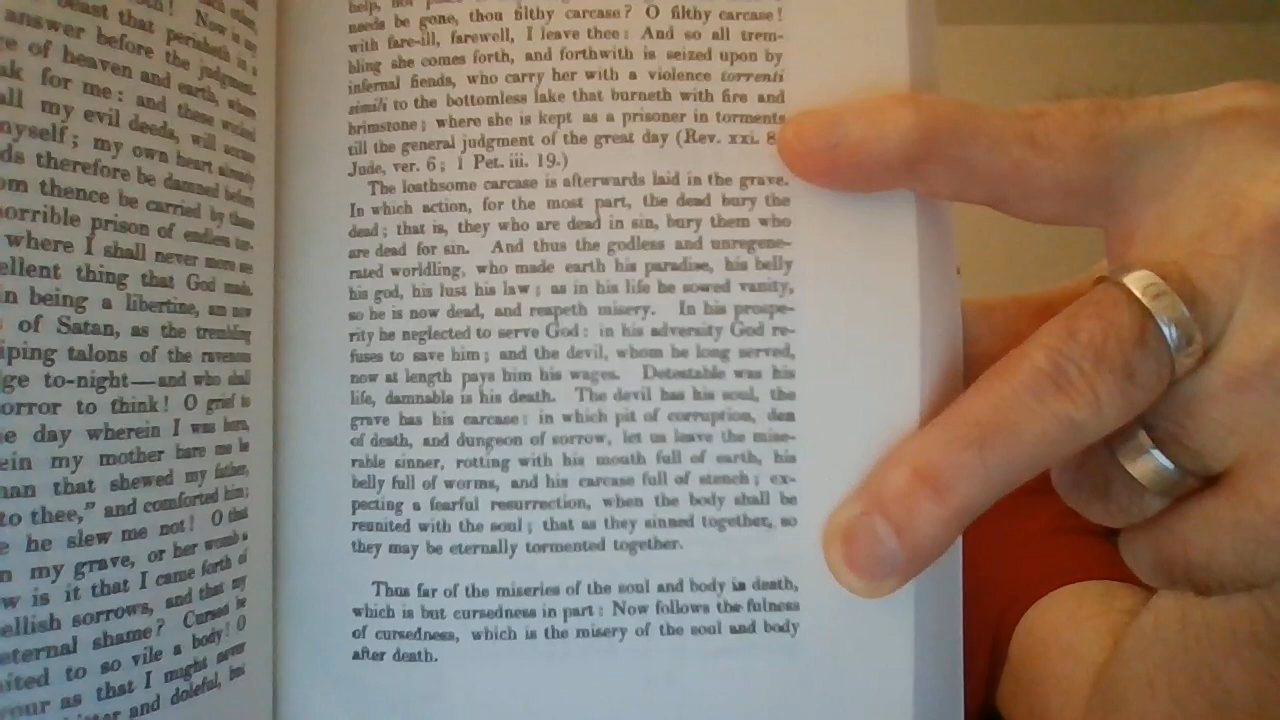 beast that perisheth in a
answer before the judgment
of heaven and earth, when
for me: and these wicked
all my evil deeds, will accuse
myself; my own heart already
therefore be damned before
thence be carried by these
horrible prison of endless
where I shall never more see
excellent thing that God made
in being a libertine, am now
of Satan, as the trembling
talons of the ravenous
to-night—and who shall
horror to think! O grief to
day wherein I was born,
my mother bare me be
man that shewed my father,
to thee," and comforted him;
he slew me not! O that
my grave, or her womb a
is it that I came forth of
hellish sorrows, and that my
eternal shame? Cursed be
to so vile a body! O
as that I might never
and doleful, but
needs be gone, thou filthy carcase? O filthy carcase!
with fare-ill, farewell, I leave thee: And so all trem-
bling she comes forth, and forthwith is seized upon by
infernal fiends, who carry her with a violence torrenti
simili to the bottomless lake that burneth with fire and
brimstone; where she is kept as a prisoner in torments
till the general judgment of the great day (Rev. xxi. 8
Jude, ver. 6; 1 Pet. iii. 19.)
The loathsome carcase is afterwards laid in the grave.
In which action, for the most part, the dead bury the
dead; that is, they who are dead in sin, bury them who
are dead for sin. And thus the godless and unregene-
rated worldling, who made earth his paradise, his belly
his god, his lust his law; as in his life he sowed vanity,
so he is now dead, and reapeth misery. In his prospe-
rity he neglected to serve God: in his adversity God re-
fuses to save him; and the devil, whom he long served,
now at length pays him his wages. Detestable was his
life, damnable is his death. The devil has his soul, the
grave has his carcase: in which pit of corruption, den
of death, and dungeon of sorrow, let us leave the mise-
rable sinner, rotting with his mouth full of earth, his
belly full of worms, and his carcase full of stench; ex-
pecting a fearful resurrection, when the body shall be
reunited with the soul; that as they sinned together, so
they may be eternally tormented together.
Thus far of the miseries of the soul and body in death,
which is but cursedness in part: Now follows the fulness
of cursedness, which is the misery of the soul and body
after death.